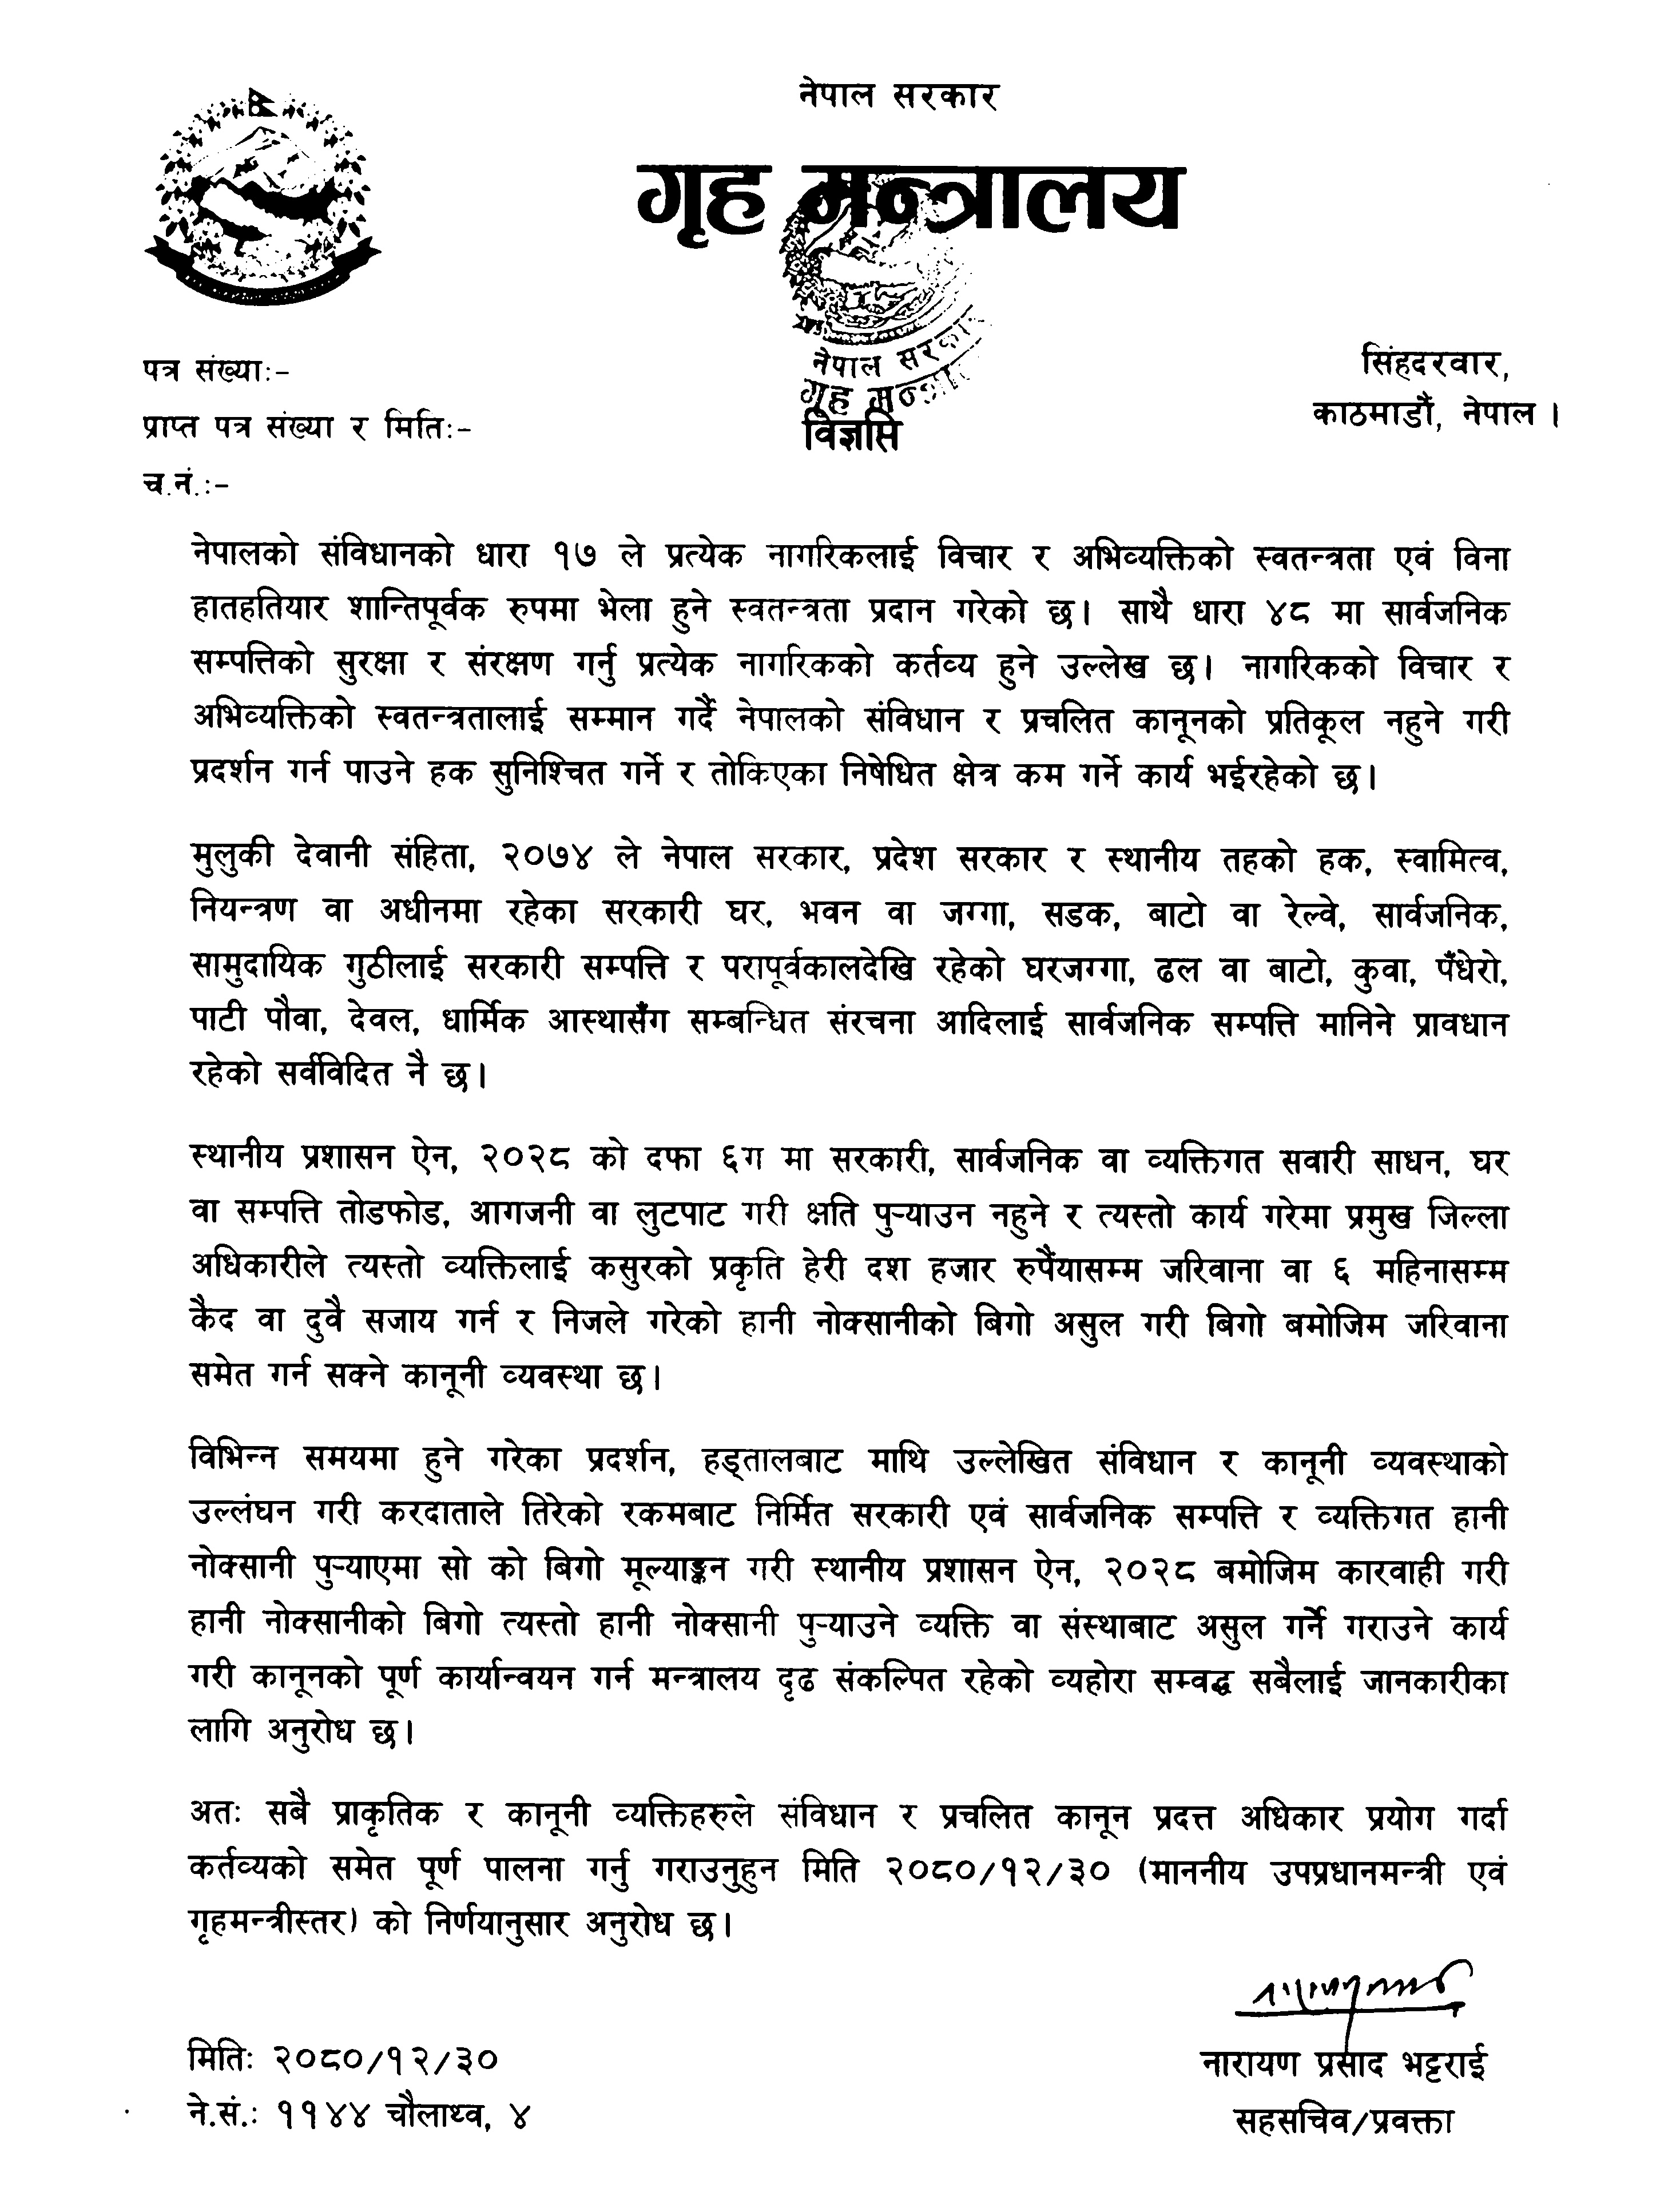 नेपाल सरकार
गृह मन्त्रालय
नेपाल सरकार
गृह
पत्र संख्याः-
सिंहदरवार,
प्राप्त पत्र संख्या र मितिः-
काठमाडौं, नेपाल ।
विज्ञप्ति
च.नं.ः-
नेपालको संविधानको धारा १७ ले प्रत्येक नागरिकलाई विचार र अभिव्यक्तिको स्वतन्त्रता एवं विना
हातहतियार शान्तिपूर्वक रुपमा भेला हुने स्वतन्त्रता प्रदान गरेको छ। साथै धारा ४८ मा सार्वजनिक
सम्पत्तिको सुरक्षा र संरक्षण गर्नु प्रत्येक नागरिकको कर्तव्य हुने उल्लेख छ। नागरिकको विचार र
अभिव्यक्तिको स्वतन्त्रतालाई सम्मान गर्दै नेपालको संविधान र प्रचलित कानूनको प्रतिकूल नहुने गरी
प्रदर्शन गर्न पाउने हक सुनिश्चित गर्ने र तोकिएका निषेधित क्षेत्र कम गर्ने कार्य भईरहेको छ।
मुलुकी देवानी संहिता, २०७४ ले नेपाल सरकार, प्रदेश सरकार र स्थानीय तहको हक, स्वामित्व,
नियन्त्रण वा अधीनमा रहेका सरकारी घर, भवन वा जग्गा, सडक, बाटो वा रेल्वे, सार्वजनिक,
सामुदायिक गुठीलाई सरकारी सम्पत्ति र परापूर्वकालदेखि रहेको घरजग्गा, ढल वा बाटो, कुवा, पँधेरो,
पाटी पौवा, देवल, धार्मिक आस्थासँग सम्बन्धित संरचना आदिलाई सार्वजनिक सम्पत्ति मानिने प्रावधान
रहेको सर्वविदित नै छ।
स्थानीय प्रशासन ऐन, २०२८ को दफा ६ग मा सरकारी, सार्वजनिक वा व्यक्तिगत सवारी साधन, घर
वा सम्पत्ति तोडफोड, आगजनी वा लुटपाट गरी क्षति पुर्‍याउन नहुने र त्यस्तो कार्य गरेमा प्रमुख जिल्ला
अधिकारीले त्यस्तो व्यक्तिलाई कसुरको प्रकृति हेरी दश हजार रुपैंयासम्म जरिवाना वा ६ महिनासम्म
कैद वा दुवै सजाय गर्न र निजले गरेको हानी नोक्सानीको बिगो असुल गरी बिगो बमोजिम जरिवाना
समेत गर्न सक्ने कानूनी व्यवस्था छ।
विभिन्न समयमा हुने गरेका प्रदर्शन, हड्तालबाट माथि उल्लेखित संविधान र कानूनी व्यवस्थाको
उल्लंघन गरी करदाताले तिरेको रकमबाट निर्मित सरकारी एवं सार्वजनिक सम्पत्ति र व्यक्तिगत हानी
नोक्सानी पुर्‍याएमा सो को बिगो मूल्याङ्कन गरी स्थानीय प्रशासन ऐन, २०२८ बमोजिम कारवाही गरी
हानी नोक्सानीको बिगो त्यस्तो हानी नोक्सानी पुर्‍याउने व्यक्ति वा संस्थाबाट असुल गर्ने गराउने कार्य
गरी कानूनको पूर्ण कार्यान्वयन गर्न मन्त्रालय दृढ संकल्पित रहेको व्यहोरा सम्वद्ध सबैलाई जानकारीका
लागि अनुरोध छ।
अतः सबै प्राकृतिक र कानूनी व्यक्तिहरुले संविधान र प्रचलित कानून प्रदत्त अधिकार प्रयोग गर्दा
कर्तव्यको समेत पूर्ण पालना गर्नु गराउनुहुन मिति २०८०/१२/३० (माननीय उपप्रधानमन्त्री एवं
गृहमन्त्रीस्तर) को निर्णयानुसार अनुरोध छ।
मितिः २०८०/१२/३०
नारायण प्रसाद भट्टराई
ने.सं.: ११४४ चौलाथ्व, ४
सहसचिव/प्रवक्ता